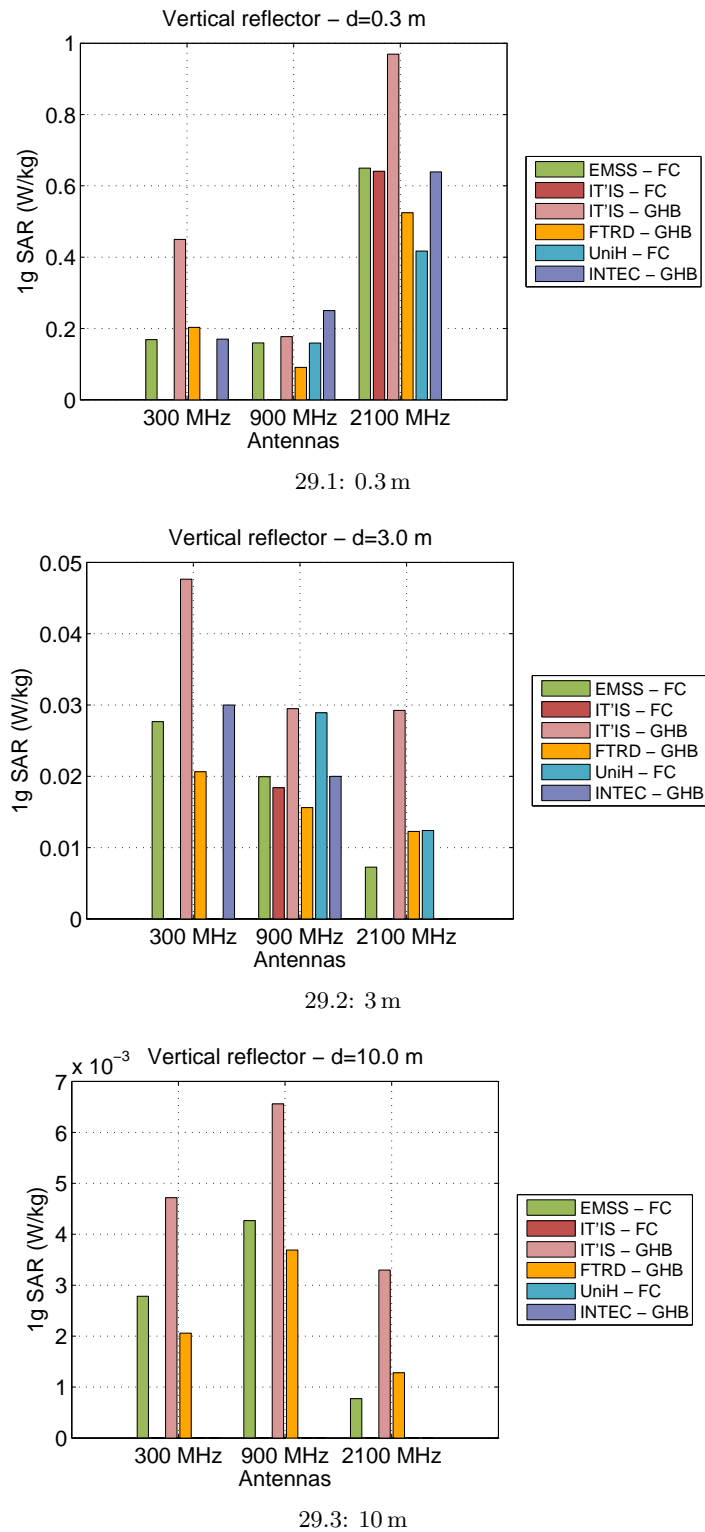 Vertical reflector – d=0.3 m
1
0.8
0.6
0.4
0.2
0
1g SAR (W/kg)
300 MHz 900 MHz 2100 MHz
Antennas
EMSS – FC
IT'IS – FC
IT'IS – GHB
FTRD – GHB
UniH – FC
INTEC – GHB
29.1: 0.3 m
Vertical reflector – d=3.0 m
0.05
0.04
0.03
0.02
0.01
0
1g SAR (W/kg)
300 MHz 900 MHz 2100 MHz
Antennas
EMSS – FC
IT'IS – FC
IT'IS – GHB
FTRD – GHB
UniH – FC
INTEC – GHB
29.2: 3 m
x 10⁻³ Vertical reflector – d=10.0 m
7
6
5
4
3
2
1
0
1g SAR (W/kg)
300 MHz 900 MHz 2100 MHz
Antennas
EMSS – FC
IT'IS – FC
IT'IS – GHB
FTRD – GHB
UniH – FC
INTEC – GHB
29.3: 10 m